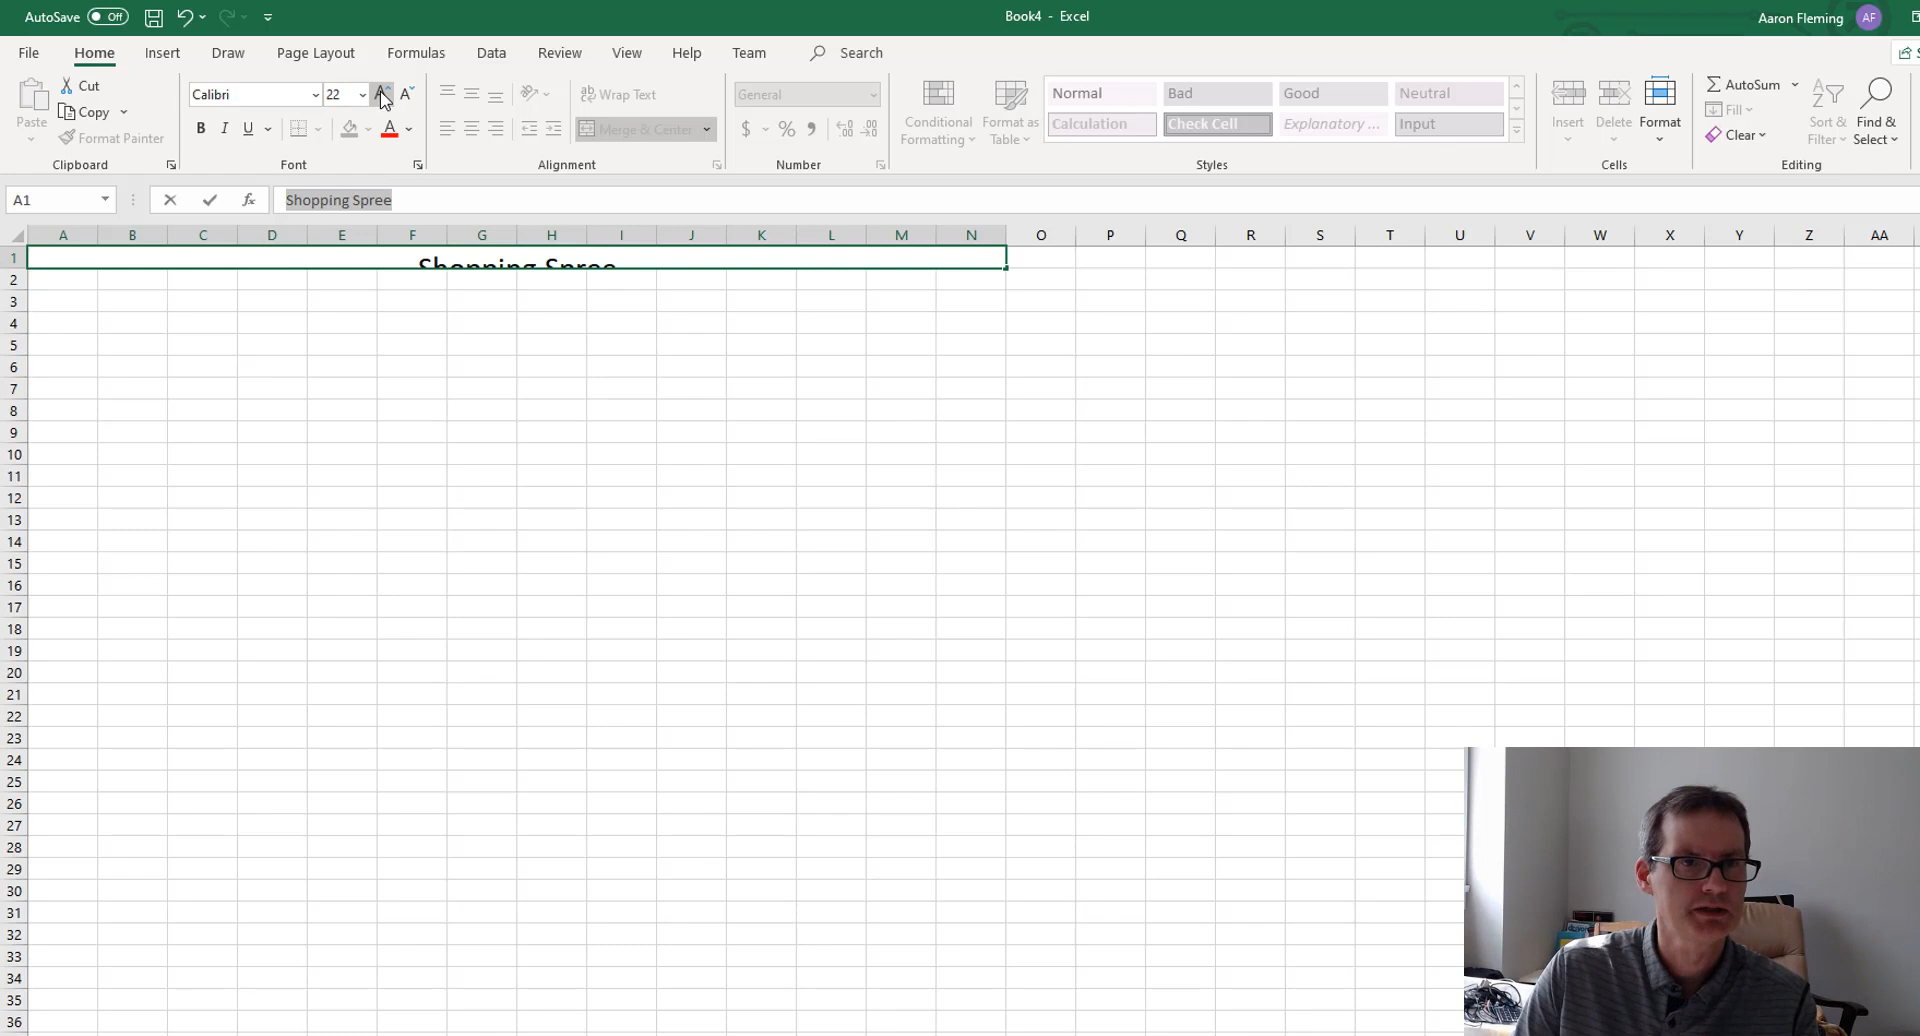 AutoSave Off Book4 - Excel Aaron Fleming AF
File Home Insert Draw Page Layout Formulas Data Review View Help Team Search
Cut
Copy
Format Painter
Paste
Clipboard
Calibri 22
B I U
Font
Wrap Text
Merge & Center
Alignment
General
$ % ,
Number
Conditional Formatting
Format as Table
Normal Bad Good Neutral
Calculation Check Cell Explanatory ... Input
Styles
Insert Delete Format
Cells
AutoSum
Fill
Clear
Sort & Filter
Find & Select
Editing
A1 fx Shopping Spree
A B C D E F G H I J K L M N O P Q R S T U V W X Y Z AA
1 Shopping Spree
2
3
4
5
6
7
8
9
10
11
12
13
14
15
16
17
18
19
20
21
22
23
24
25
26
27
28
29
30
31
32
33
34
35
36